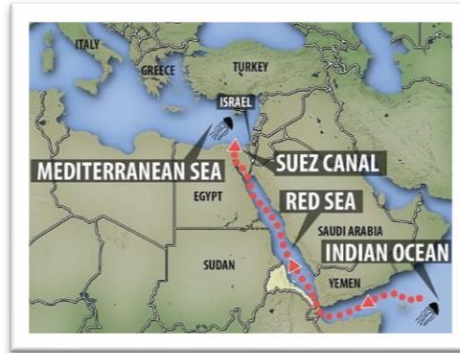 ITALY
GREECE
TURKEY
ISRAEL
MEDITERRANEAN SEA
SUEZ CANAL
EGYPT
RED SEA
SAUDI ARABIA
INDIAN OCEAN
SUDAN
YEMEN